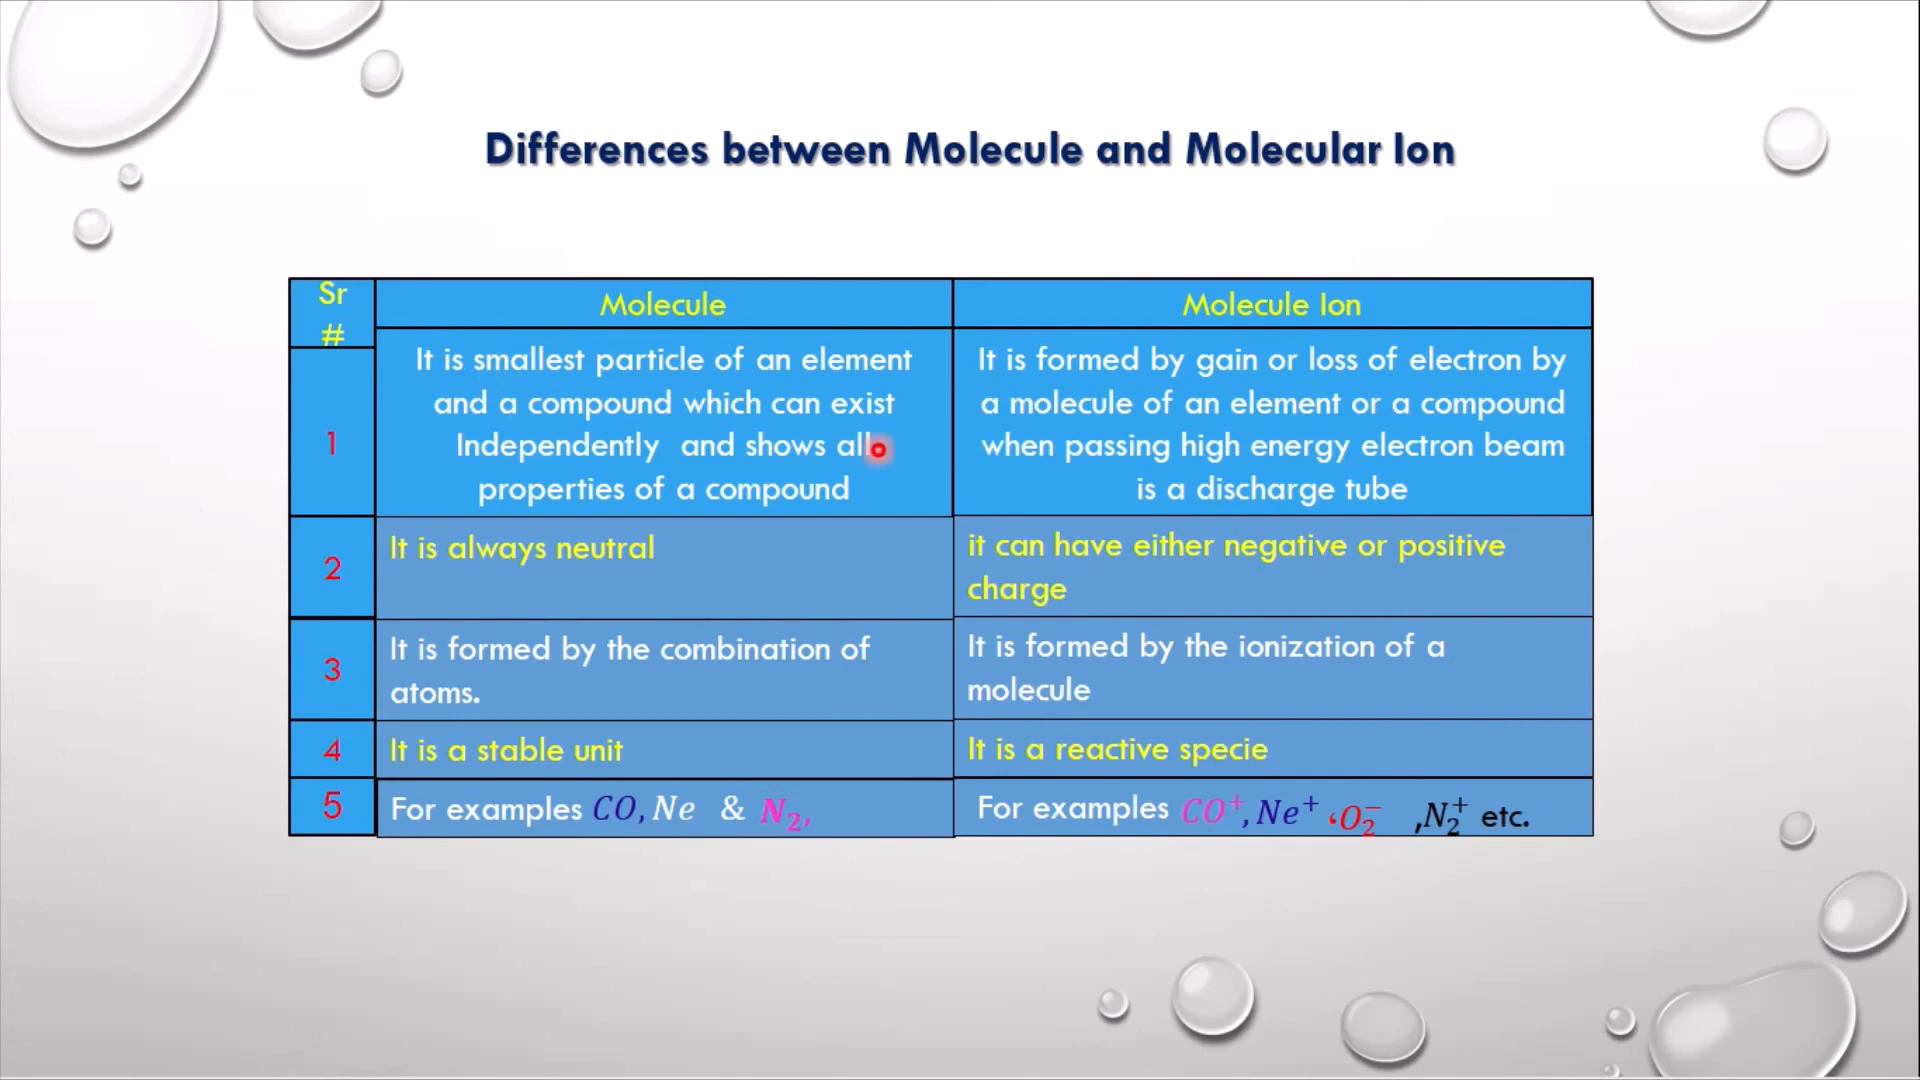 Differences between Molecule and Molecular Ion
Sr
#
Molecule
Molecule Ion
1
It is smallest particle of an element
and a compound which can exist
Independently and shows all
properties of a compound
It is formed by gain or loss of electron by
a molecule of an element or a compound
when passing high energy electron beam
is a discharge tube
2
It is always neutral
it can have either negative or positive
charge
3
It is formed by the combination of
atoms.
It is formed by the ionization of a
molecule
4
It is a stable unit
It is a reactive specie
5
For examples CO, Ne & N₂,
For examples CO⁺, Ne⁺ ،O₂⁻ ,N₂⁺ etc.